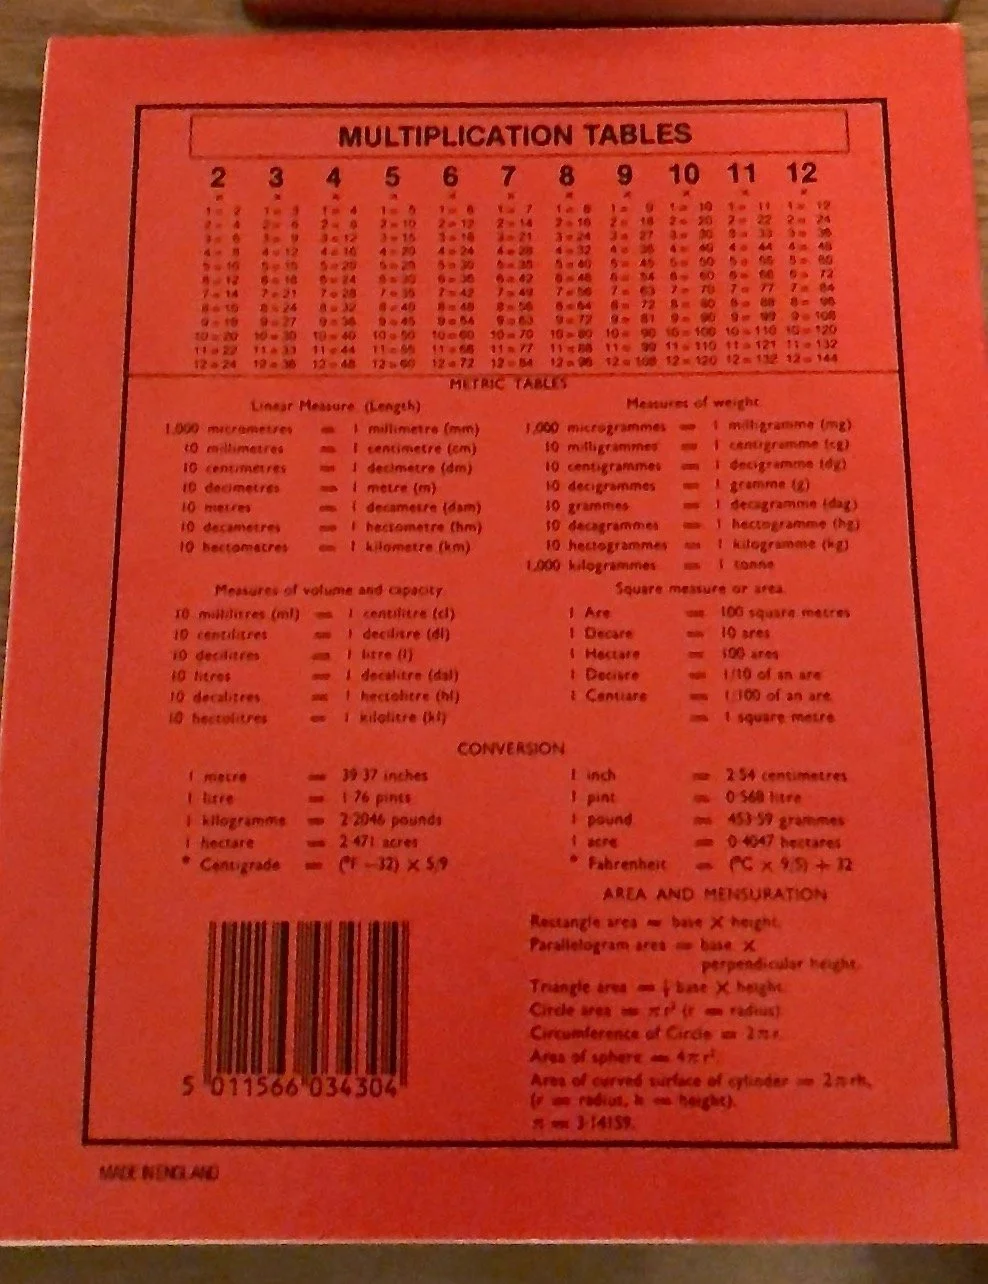 MULTIPLICATION TABLES
2 3 4 5 6 7 8 9 10 11 12
× × × × × × × × × × ×
1 = 2 1 = 3 1 = 4 1 = 5 1 = 6 1 = 7 1 = 8 1 = 9 1 = 10 1 = 11 1 = 12
2 = 4 2 = 6 2 = 8 2 = 10 2 = 12 2 = 14 2 = 16 2 = 18 2 = 20 2 = 22 2 = 24
3 = 6 3 = 9 3 = 12 3 = 15 3 = 18 3 = 21 3 = 24 3 = 27 3 = 30 3 = 33 3 = 36
4 = 8 4 = 12 4 = 16 4 = 20 4 = 24 4 = 28 4 = 32 4 = 36 4 = 40 4 = 44 4 = 48
5 = 10 5 = 15 5 = 20 5 = 25 5 = 30 5 = 35 5 = 40 5 = 45 5 = 50 5 = 55 5 = 60
6 = 12 6 = 18 6 = 24 6 = 30 6 = 36 6 = 42 6 = 48 6 = 54 6 = 60 6 = 66 6 = 72
7 = 14 7 = 21 7 = 28 7 = 35 7 = 42 7 = 49 7 = 56 7 = 63 7 = 70 7 = 77 7 = 84
8 = 16 8 = 24 8 = 32 8 = 40 8 = 48 8 = 56 8 = 64 8 = 72 8 = 80 8 = 88 8 = 96
9 = 18 9 = 27 9 = 36 9 = 45 9 = 54 9 = 63 9 = 72 9 = 81 9 = 90 9 = 99 9 = 108
10 = 20 10 = 30 10 = 40 10 = 50 10 = 60 10 = 70 10 = 80 10 = 90 10 = 100 10 = 110 10 = 120
11 = 22 11 = 33 11 = 44 11 = 55 11 = 66 11 = 77 11 = 88 11 = 99 11 = 110 11 = 121 11 = 132
12 = 24 12 = 36 12 = 48 12 = 60 12 = 72 12 = 84 12 = 96 12 = 108 12 = 120 12 = 132 12 = 144
METRIC TABLES
Linear Measure (Length)
1,000 micrometres = 1 millimetre (mm)
10 millimetres = 1 centimetre (cm)
10 centimetres = 1 decimetre (dm)
10 decimetres = 1 metre (m)
10 metres = 1 decametre (dam)
10 decametres = 1 hectometre (hm)
10 hectometres = 1 kilometre (km)
Measures of weight
1,000 microgrammes = 1 milligramme (mg)
10 milligrammes = 1 centigramme (cg)
10 centigrammes = 1 decigramme (dg)
10 decigrammes = 1 gramme (g)
10 grammes = 1 decagramme (dag)
10 decagrammes = 1 hectogramme (hg)
10 hectogrammes = 1 kilogramme (kg)
1,000 kilogrammes = 1 tonne
Measures of volume and capacity
10 millilitres (ml) = 1 centilitre (cl)
10 centilitres = 1 decilitre (dl)
10 decilitres = 1 litre (l)
10 litres = 1 decalitre (dal)
10 decalitres = 1 hectolitre (hl)
10 hectolitres = 1 kilolitre (kl)
Square measure or area
1 Are = 100 square metres
1 Decare = 10 ares
1 Hectare = 100 ares
1 Deciare = 1/10 of an are
1 Centiare = 1/100 of an are
= 1 square metre
CONVERSION
1 metre = 39·37 inches
1 litre = 1·76 pints
1 kilogramme = 2·2046 pounds
1 hectare = 2·471 acres
* Centigrade = (°F −32) × 5/9
1 inch = 2·54 centimetres
1 pint = 0·568 litre
1 pound = 453·59 grammes
1 acre = 0·4047 hectares
* Fahrenheit = (°C × 9/5) + 32
AREA AND MENSURATION
Rectangle area = base × height.
Parallelogram area = base ×
perpendicular height.
Triangle area = ½ base × height.
Circle area = πr² (r = radius)
Circumference of Circle = 2πr.
Area of sphere = 4πr².
Area of curved surface of cylinder = 2πrh,
(r = radius, h = height).
π = 3·14159.
5 011566 034304
MADE IN ENGLAND